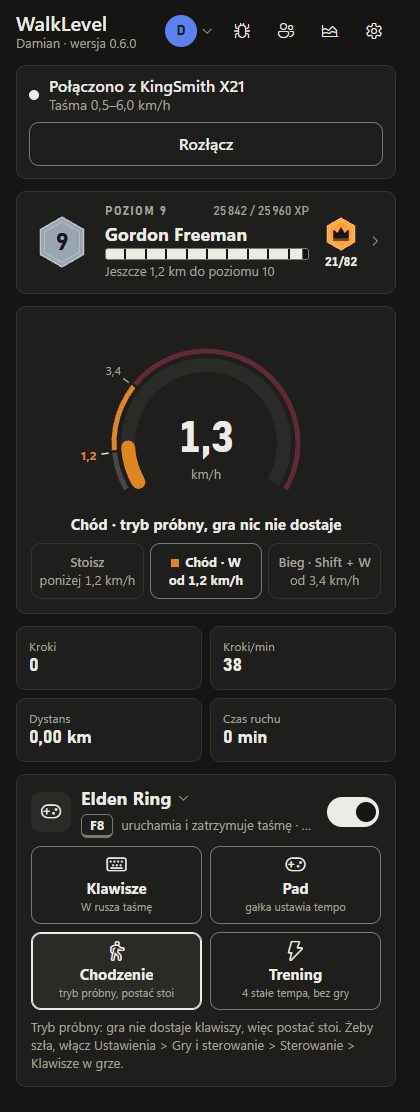 WalkLevel
Damian · wersja 0.6.0
D
Połączono z KingSmith X21
Taśma 0,5–6,0 km/h
Rozłącz
9
POZIOM 9
25 842 / 25 960 XP
Gordon Freeman
Jeszcze 1,2 km do poziomu 10
21/82
3,4
1,2
1,3
km/h
Chód · tryb próbny, gra nic nie dostaje
Stoisz
poniżej 1,2 km/h
Chód · W
od 1,2 km/h
Bieg · Shift + W
od 3,4 km/h
Kroki
0
Kroki/min
38
Dystans
0,00 km
Czas ruchu
0 min
Elden Ring
F8 uruchamia i zatrzymuje taśmę · ...
Klawisze
W rusza taśmę
Pad
gałka ustawia tempo
Chodzenie
tryb próbny, postać stoi
Trening
4 stałe tempa, bez gry
Tryb próbny: gra nie dostaje klawiszy, więc postać stoi. Żeby
szła, włącz Ustawienia > Gry i sterowanie > Sterowanie >
Klawisze w grze.